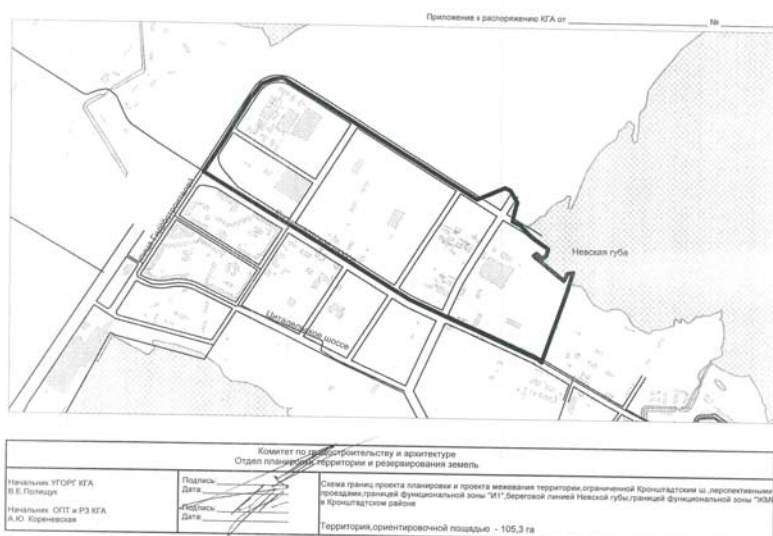 Приложение к распоряжению КГА от ____________ № ________
Невская губа
Цитадельское шоссе
Комитет по градостроительству и архитектуре
Отдел планировки территории и резервирования земель
Начальник УГОРГ КГА
В.Е.Полищук
Подпись:
Дата:
Начальник ОПТ и РЗ КГА
А.Ю. Кореневская
Подпись:
Дата:
Схема границ проекта планировки и проекта межевания территории,ограниченной Кронштадтским ш.,перспективными
проездами,границей функциональной зоны "И1",береговой линией Невской губы,границей функциональной зоны
в Кронштадтском районе
Территория,ориентировочной пощадью - 105,3 га